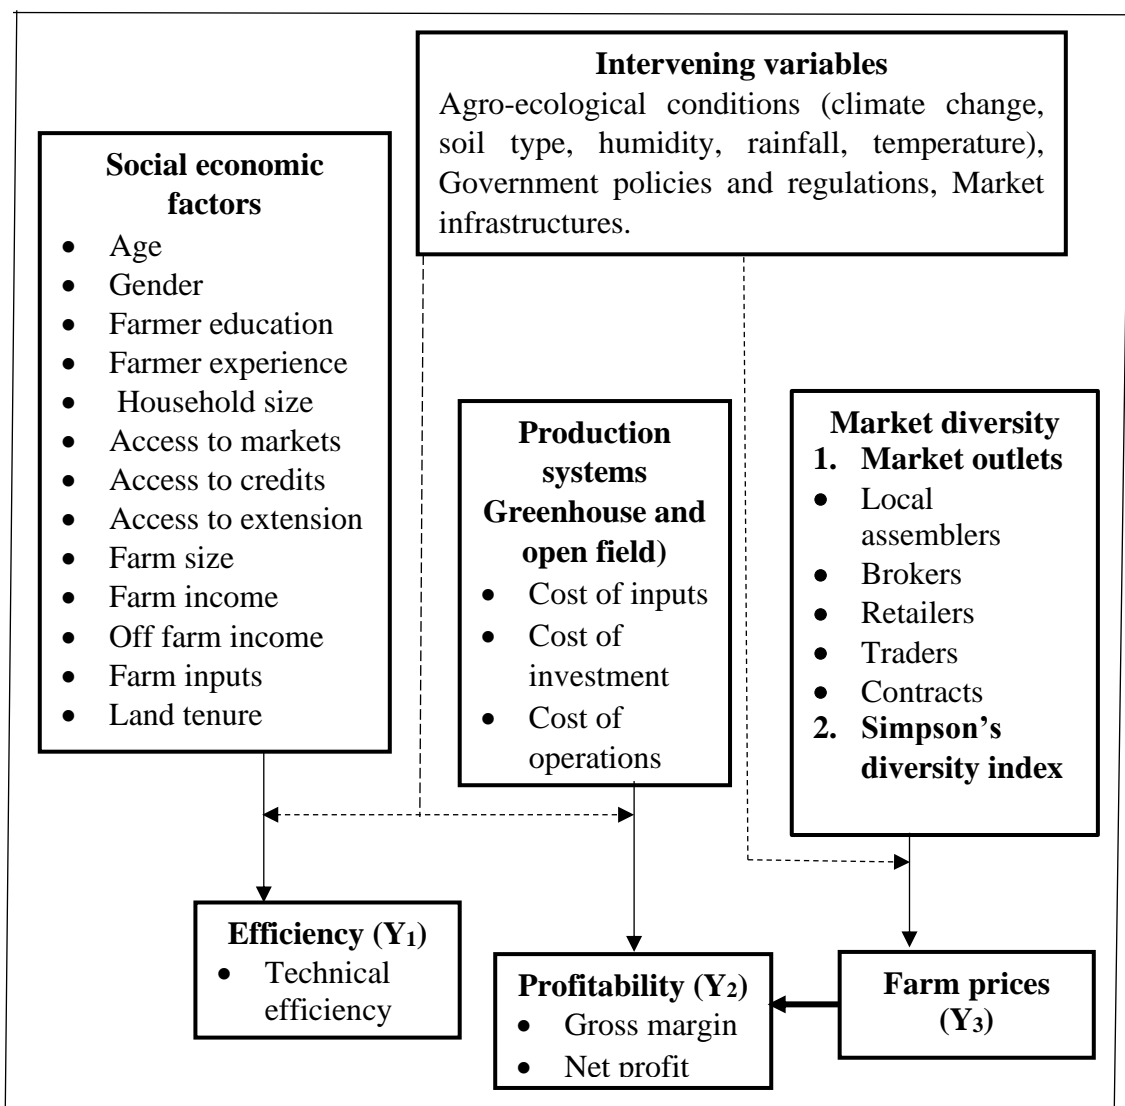 Intervening variables
Agro-ecological conditions (climate change,
soil type, humidity, rainfall, temperature),
Government policies and regulations, Market
infrastructures.
Social economic
factors
• Age
• Gender
• Farmer education
• Farmer experience
• Household size
• Access to markets
• Access to credits
• Access to extension
• Farm size
• Farm income
• Off farm income
• Farm inputs
• Land tenure
Production
systems
Greenhouse and
open field)
• Cost of inputs
• Cost of
investment
• Cost of
operations
Market diversity
1. Market outlets
• Local
assemblers
• Brokers
• Retailers
• Traders
• Contracts
2. Simpson’s
diversity index
Efficiency (Y₁)
• Technical
efficiency
Profitability (Y₂)
• Gross margin
• Net profit
Farm prices
(Y₃)